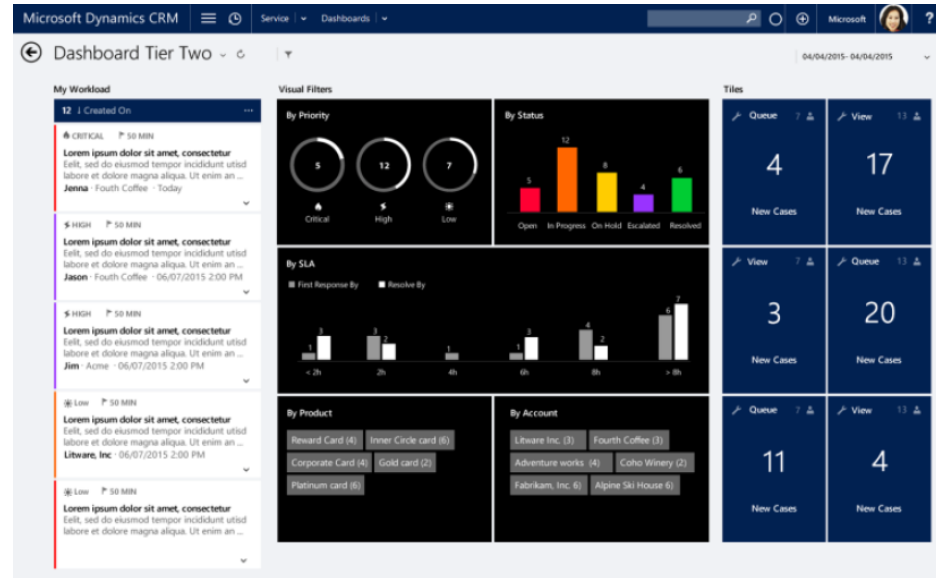 Microsoft Dynamics CRM Service Dashboards Microsoft ?
Dashboard Tier Two
04/04/2015- 04/04/2015
My Workload
12 ↓ Created On ...
CRITICAL 50 MIN
Lorem ipsum dolor sit amet, consectetur
Eelit, sed do eiusmod tempor incididunt utisd
labore et dolore magna aliqua. Ut enim an ...
Jenna · Fouth Coffee · Today
HIGH 50 MIN
Lorem ipsum dolor sit amet, consectetur
Eelit, sed do eiusmod tempor incididunt utisd
labore et dolore magna aliqua. Ut enim an ...
Jason · Fouth Coffee · 06/07/2015 2:00 PM
HIGH 50 MIN
Lorem ipsum dolor sit amet, consectetur
Eelit, sed do eiusmod tempor incididunt utisd
labore et dolore magna aliqua. Ut enim an ...
Jim · Acme · 06/07/2015 2:00 PM
Low 50 MIN
Lorem ipsum dolor sit amet, consectetur
Eelit, sed do eiusmod tempor incididunt utisd
labore et dolore magna aliqua. Ut enim an ...
Litware, Inc · 06/07/2015 2:00 PM
Low 50 MIN
Lorem ipsum dolor sit amet, consectetur
Eelit, sed do eiusmod tempor incididunt utisd
labore et dolore magna aliqua. Ut enim an ...
Visual Filters
By Priority
5 12 7
Critical High Low
By Status
5 12 8 4 6
Open In Progress On Hold Escalated Resolved
By SLA
First Response By Resolve By
1 3 3 2 1 1 3 4 2 6 7
< 2h 2h 4h 6h 8h > 8h
By Product
Reward Card (4) Inner Circle card (6)
Corporate Card (4) Gold card (2)
Platinum card (6)
By Account
Litware Inc. (3) Fourth Coffee (3)
Adventure works (4) Coho Winery (2)
Fabrikam, Inc. 6) Alpine Ski House 6)
Tiles
Queue 7
4
New Cases
View 13
17
New Cases
View 7
3
New Cases
Queue 13
20
New Cases
Queue 7
11
New Cases
View 13
4
New Cases